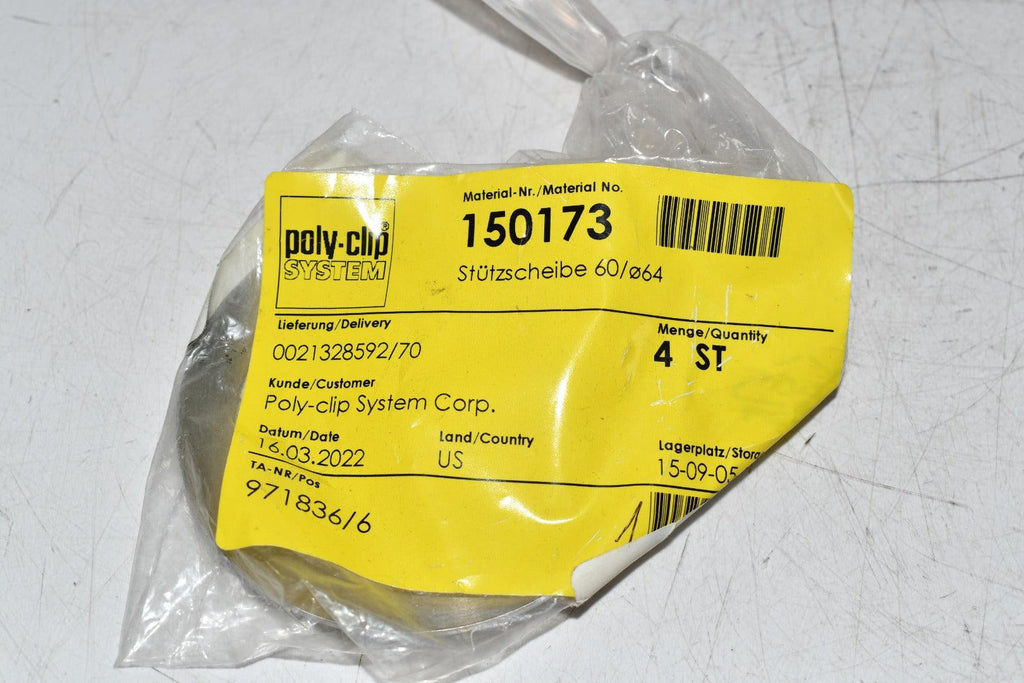 poly-clip®
SYSTEM
Material-Nr./Material No.
150173
Stützscheibe 60/ø64
Lieferung/Delivery
0021328592/70
Menge/Quantity
4 ST
Kunde/Customer
Poly-clip System Corp.
Datum/Date
16.03.2022
Land/Country
US
Lagerplatz/Stora
15-09-05
TA-NR/Pos
971836/6
1